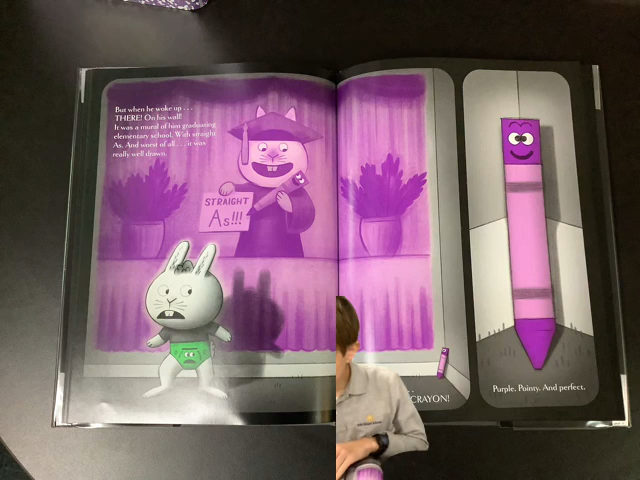 But when he woke up . . .
THERE! On his wall!
It was a mural of him graduating
elementary school. With straight
As. And worst of all . . . it was
really well drawn.
STRAIGHT
As!!!
CRAYON!
Purple. Pointy. And perfect.